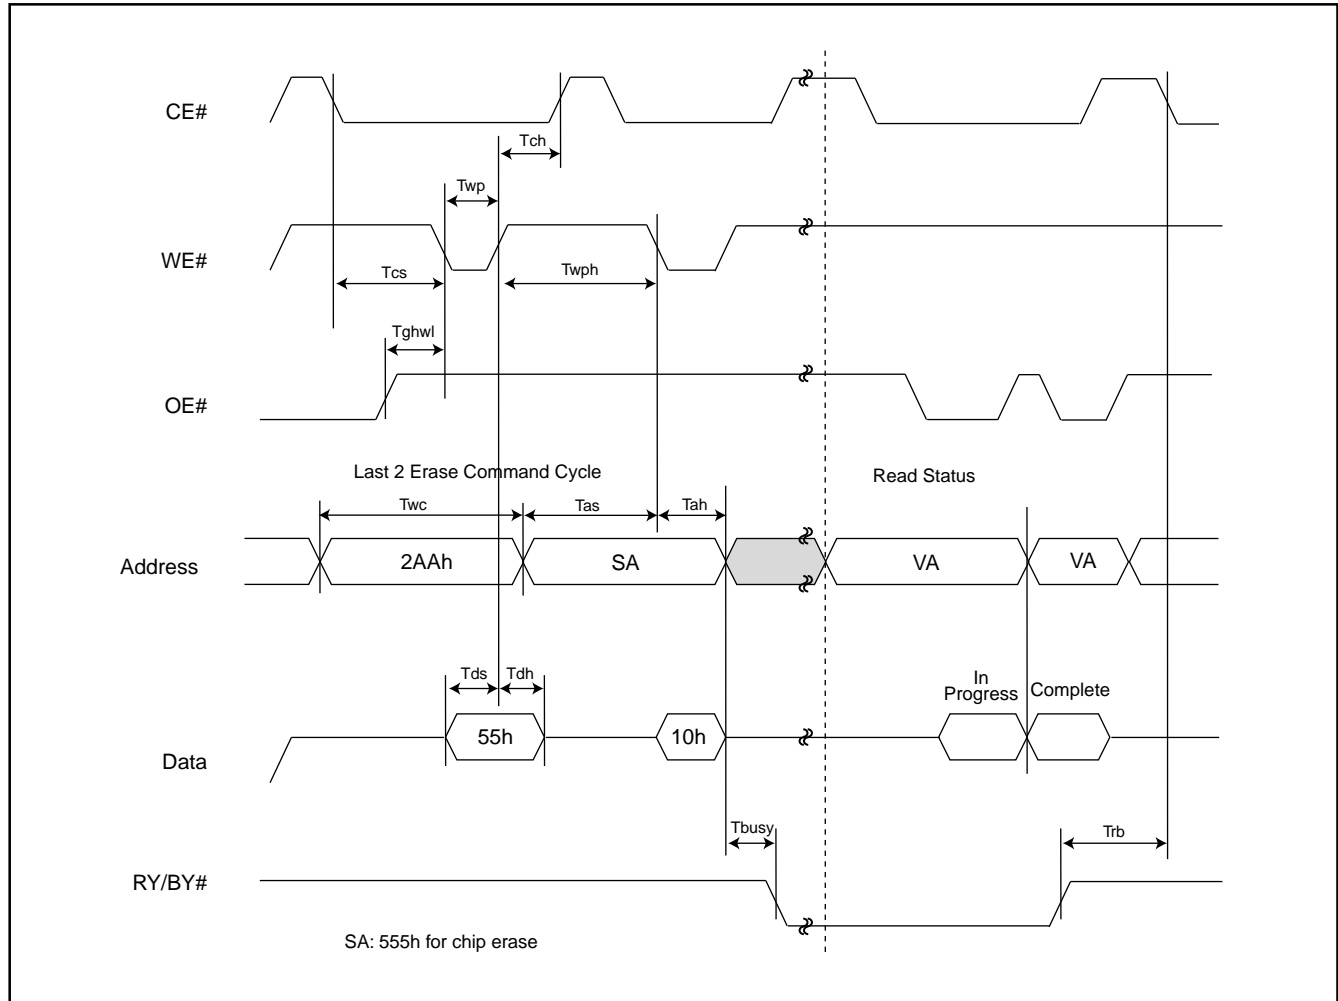 CE#
Tch
Twp
WE#
Tcs
Twph
Tghwl
OE#
Last 2 Erase Command Cycle
Read Status
Twc
Tas
Tah
Address
2AAh
SA
VA
VA
Tds
Tdh
In
Progress
Complete
55h
10h
Data
Tbusy
Trb
RY/BY#
SA: 555h for chip erase